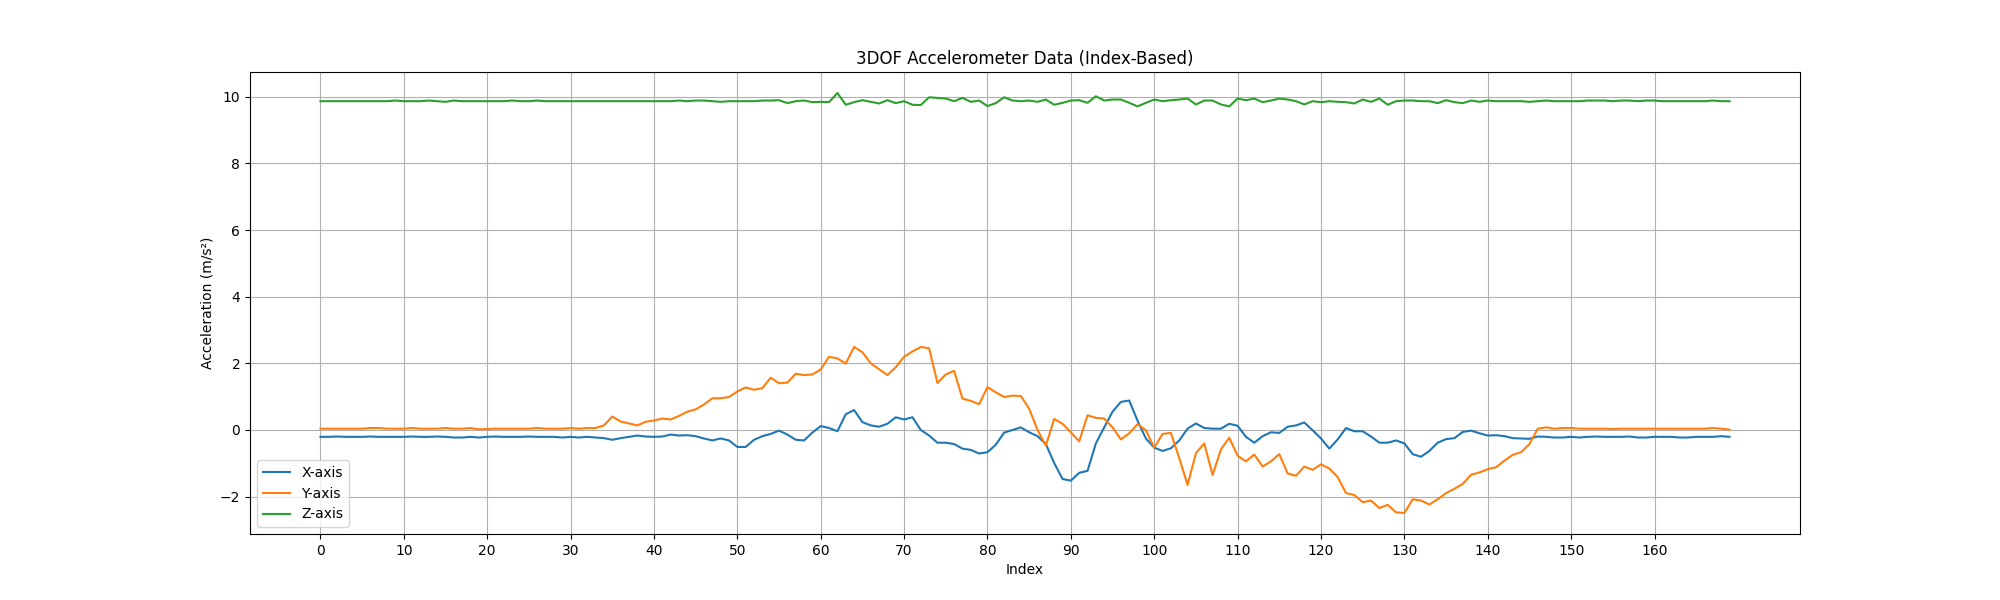 3DOF Accelerometer Data (Index-Based)
Acceleration (m/s²)
10
8
6
4
2
0
−2
X-axis
Y-axis
Z-axis
0 10 20 30 40 50 60 70 80 90 100 110 120 130 140 150 160
Index